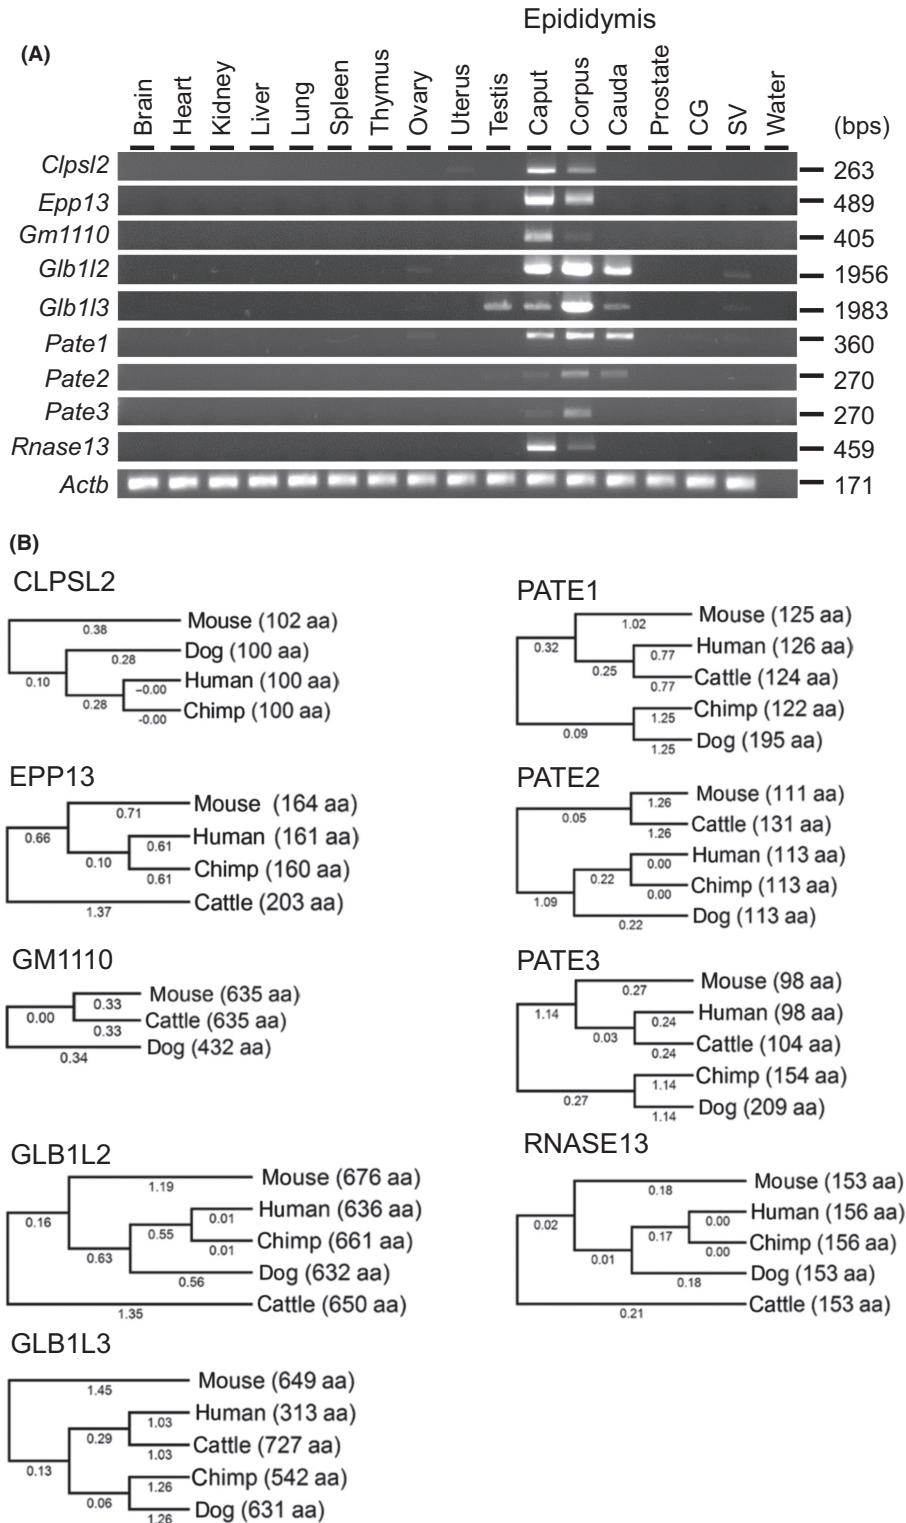 Epididymis
(A)
Brain Heart Kidney Liver Lung Spleen Thymus Ovary Uterus Testis Caput Corpus Cauda Prostate CG SV Water (bps)
Clpsl2 263
Epp13 489
Gm1110 405
Glb1l2 1956
Glb1l3 1983
Pate1 360
Pate2 270
Pate3 270
Rnase13 459
Actb 171
(B)
CLPSL2
Mouse (102 aa)
0.38
Dog (100 aa)
0.28
0.10
Human (100 aa)
-0.00
0.28
Chimp (100 aa)
-0.00
EPP13
Mouse (164 aa)
0.71
0.66
Human (161 aa)
0.61
0.10
Chimp (160 aa)
0.61
Cattle (203 aa)
1.37
GM1110
Mouse (635 aa)
0.33
0.00
Cattle (635 aa)
0.33
Dog (432 aa)
0.34
GLB1L2
Mouse (676 aa)
1.19
0.16
Human (636 aa)
0.01
0.55
Chimp (661 aa)
0.01
0.63
Dog (632 aa)
0.56
Cattle (650 aa)
1.35
GLB1L3
Mouse (649 aa)
1.45
Human (313 aa)
1.03
0.29
Cattle (727 aa)
1.03
0.13
Chimp (542 aa)
1.26
0.06
Dog (631 aa)
1.26
PATE1
Mouse (125 aa)
1.02
0.32
Human (126 aa)
0.77
0.25
Cattle (124 aa)
0.77
Chimp (122 aa)
1.25
0.09
Dog (195 aa)
1.25
PATE2
Mouse (111 aa)
1.26
0.05
Cattle (131 aa)
1.26
Human (113 aa)
0.00
0.22
Chimp (113 aa)
0.00
1.09
Dog (113 aa)
0.22
PATE3
Mouse (98 aa)
0.27
1.14
Human (98 aa)
0.24
0.03
Cattle (104 aa)
0.24
Chimp (154 aa)
1.14
0.27
Dog (209 aa)
1.14
RNASE13
Mouse (153 aa)
0.18
0.02
Human (156 aa)
0.00
0.17
Chimp (156 aa)
0.00
0.01
Dog (153 aa)
0.18
Cattle (153 aa)
0.21